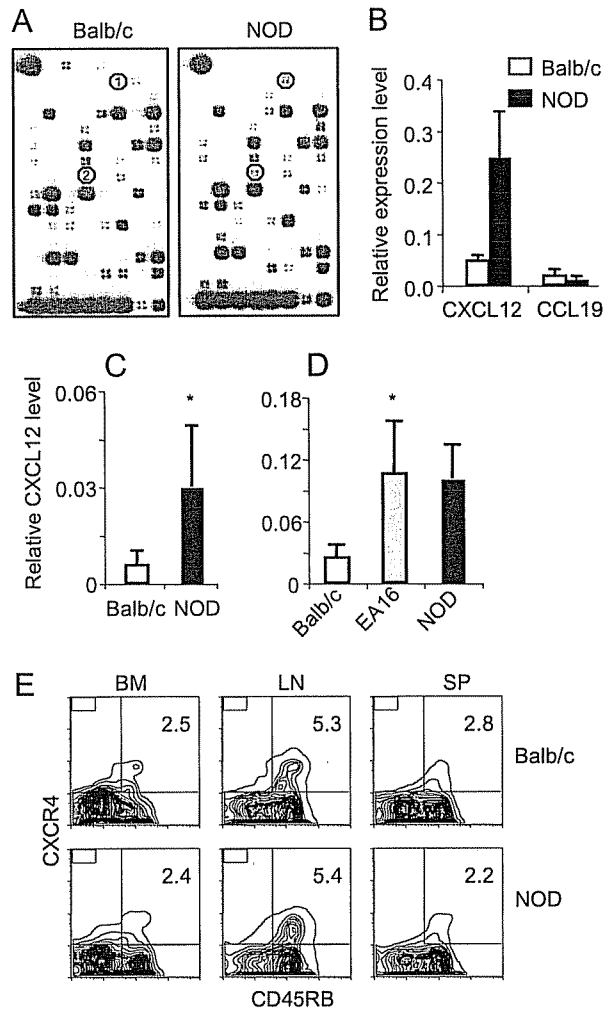 A
Balb/c
NOD
1
2
B
Balb/c
NOD
Relative expression level
0.4
0.3
0.2
0.1
0.0
CXCL12
CCL19
C
Relative CXCL12 level
0.06
0.03
0
*
Balb/c
NOD
D
0.18
0.12
0.06
0
*
Balb/c
EA16
NOD
E
BM
LN
SP
2.5
5.3
2.8
Balb/c
CXCR4
2.4
5.4
2.2
NOD
CD45RB